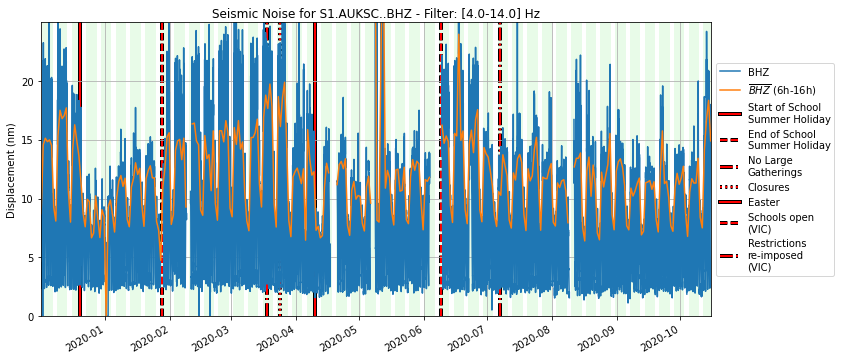 Seismic Noise for S1.AUKSC..BHZ - Filter: [4.0-14.0] Hz
Displacement (nm)
20
15
10
5
0
2020-01
2020-02
2020-03
2020-04
2020-05
2020-06
2020-07
2020-08
2020-09
2020-10
BHZ
BHZ (6h-16h)
Start of School
Summer Holiday
End of School
Summer Holiday
No Large
Gatherings
Closures
Easter
Schools open
(VIC)
Restrictions
re-imposed
(VIC)